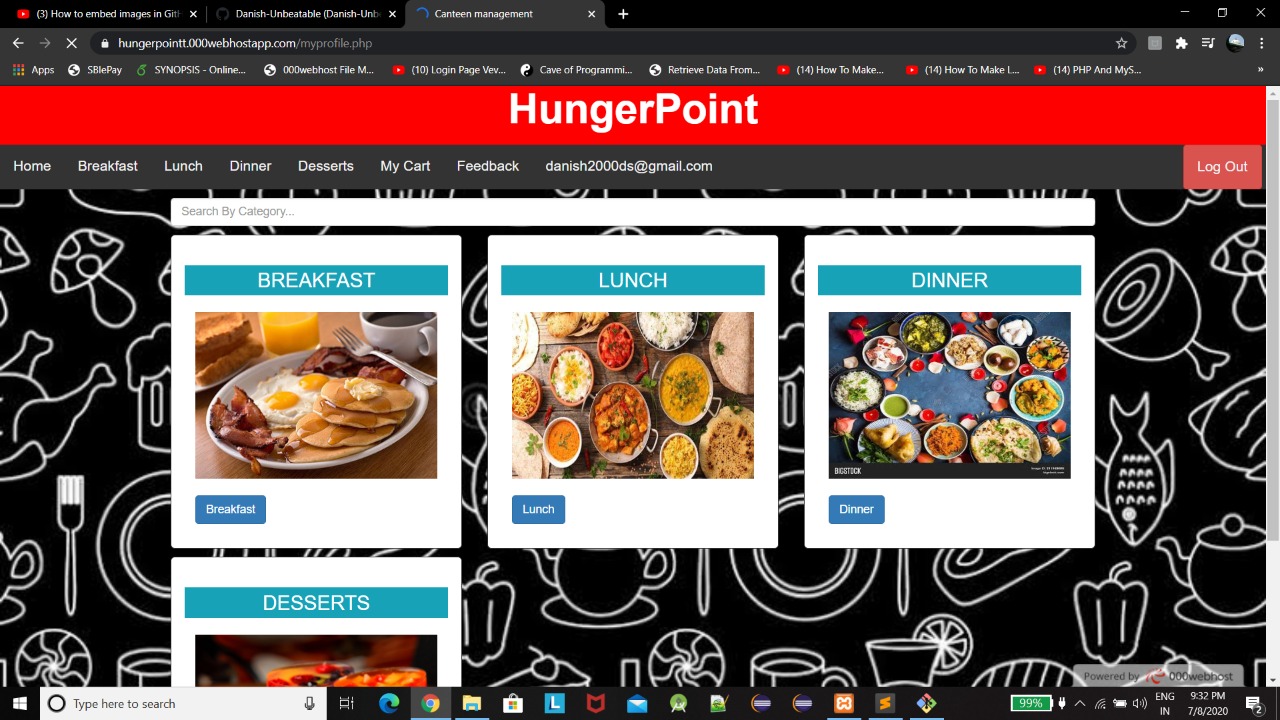 (3) How to embed images in Gith
Danish-Unbeatable (Danish-Unbe
Canteen management
hungerpointt.000webhostapp.com/myprofile.php
Apps
SBIePay
SYNOPSIS - Online...
000webhost File M...
(10) Login Page Vev...
Cave of Programmi...
Retrieve Data From...
(14) How To Make...
(14) How To Make L...
(14) PHP And MyS...
»
HungerPoint
Home
Breakfast
Lunch
Dinner
Desserts
My Cart
Feedback
danish2000ds@gmail.com
Log Out
Search By Category...
BREAKFAST
LUNCH
DINNER
BIGSTOCK
Breakfast
Lunch
Dinner
DESSERTS
Powered by 000webhost
Type here to search
99%
ENG
IN
9:32 PM
7/8/2020
2